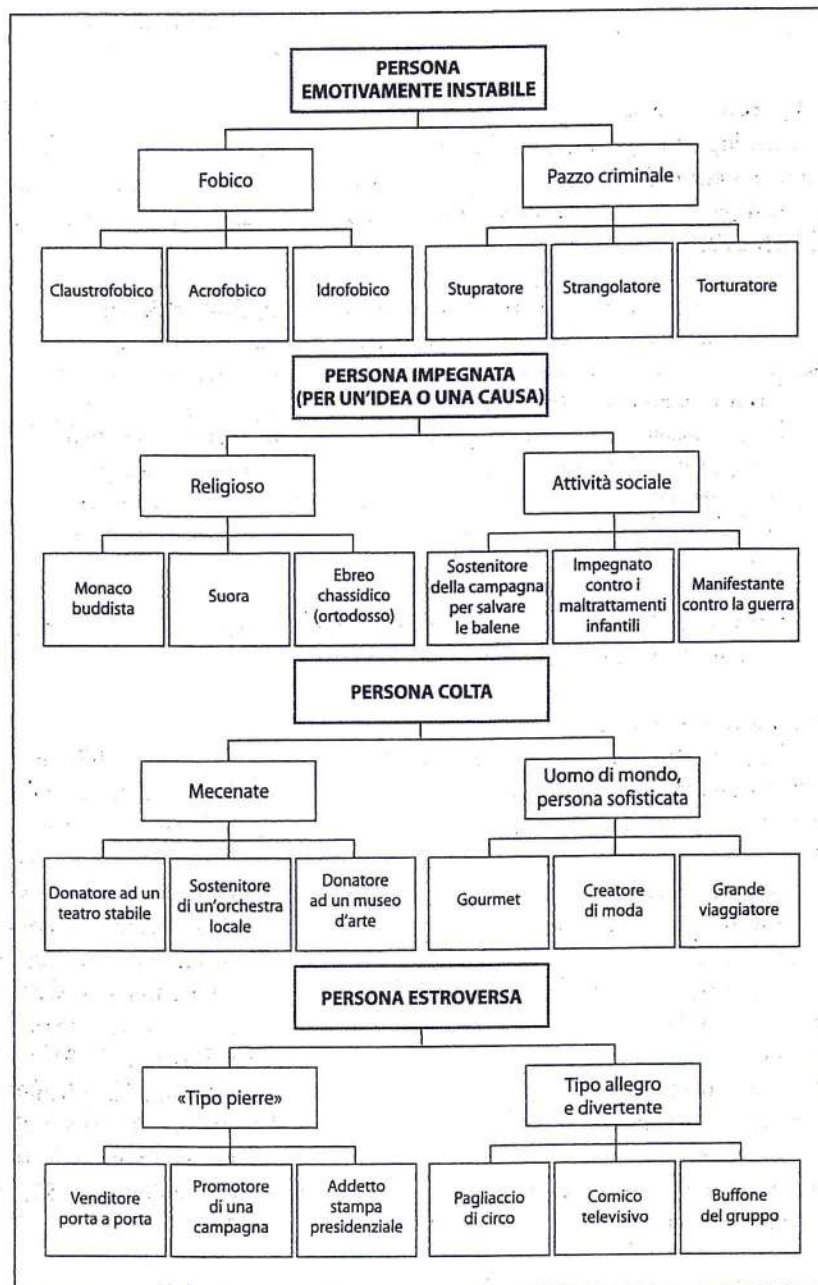 PERSONA
EMOTIVAMENTE INSTABILE
Fobico
Pazzo criminale
Claustrofobico
Acrofobico
Idrofobico
Stupratore
Strangolatore
Torturatore
PERSONA IMPEGNATA
(PER UN'IDEA O UNA CAUSA)
Religioso
Attività sociale
Monaco
buddista
Suora
Ebreo
chassidico
(ortodosso)
Sostenitore
della campagna
per salvare
le balene
Impegnato
contro i
maltrattamenti
infantili
Manifestante
contro la guerra
PERSONA COLTA
Mecenate
Uomo di mondo,
persona sofisticata
Donatore ad un
teatro stabile
Sostenitore
di un'orchestra
locale
Donatore
ad un museo
d'arte
Gourmet
Creatore
di moda
Grande
viaggiatore
PERSONA ESTROVERSA
«Tipo pierre»
Tipo allegro
e divertente
Venditore
porta a porta
Promotore
di una
campagna
Addetto
stampa
presidenziale
Pagliaccio
di circo
Comico
televisivo
Buffone
del gruppo